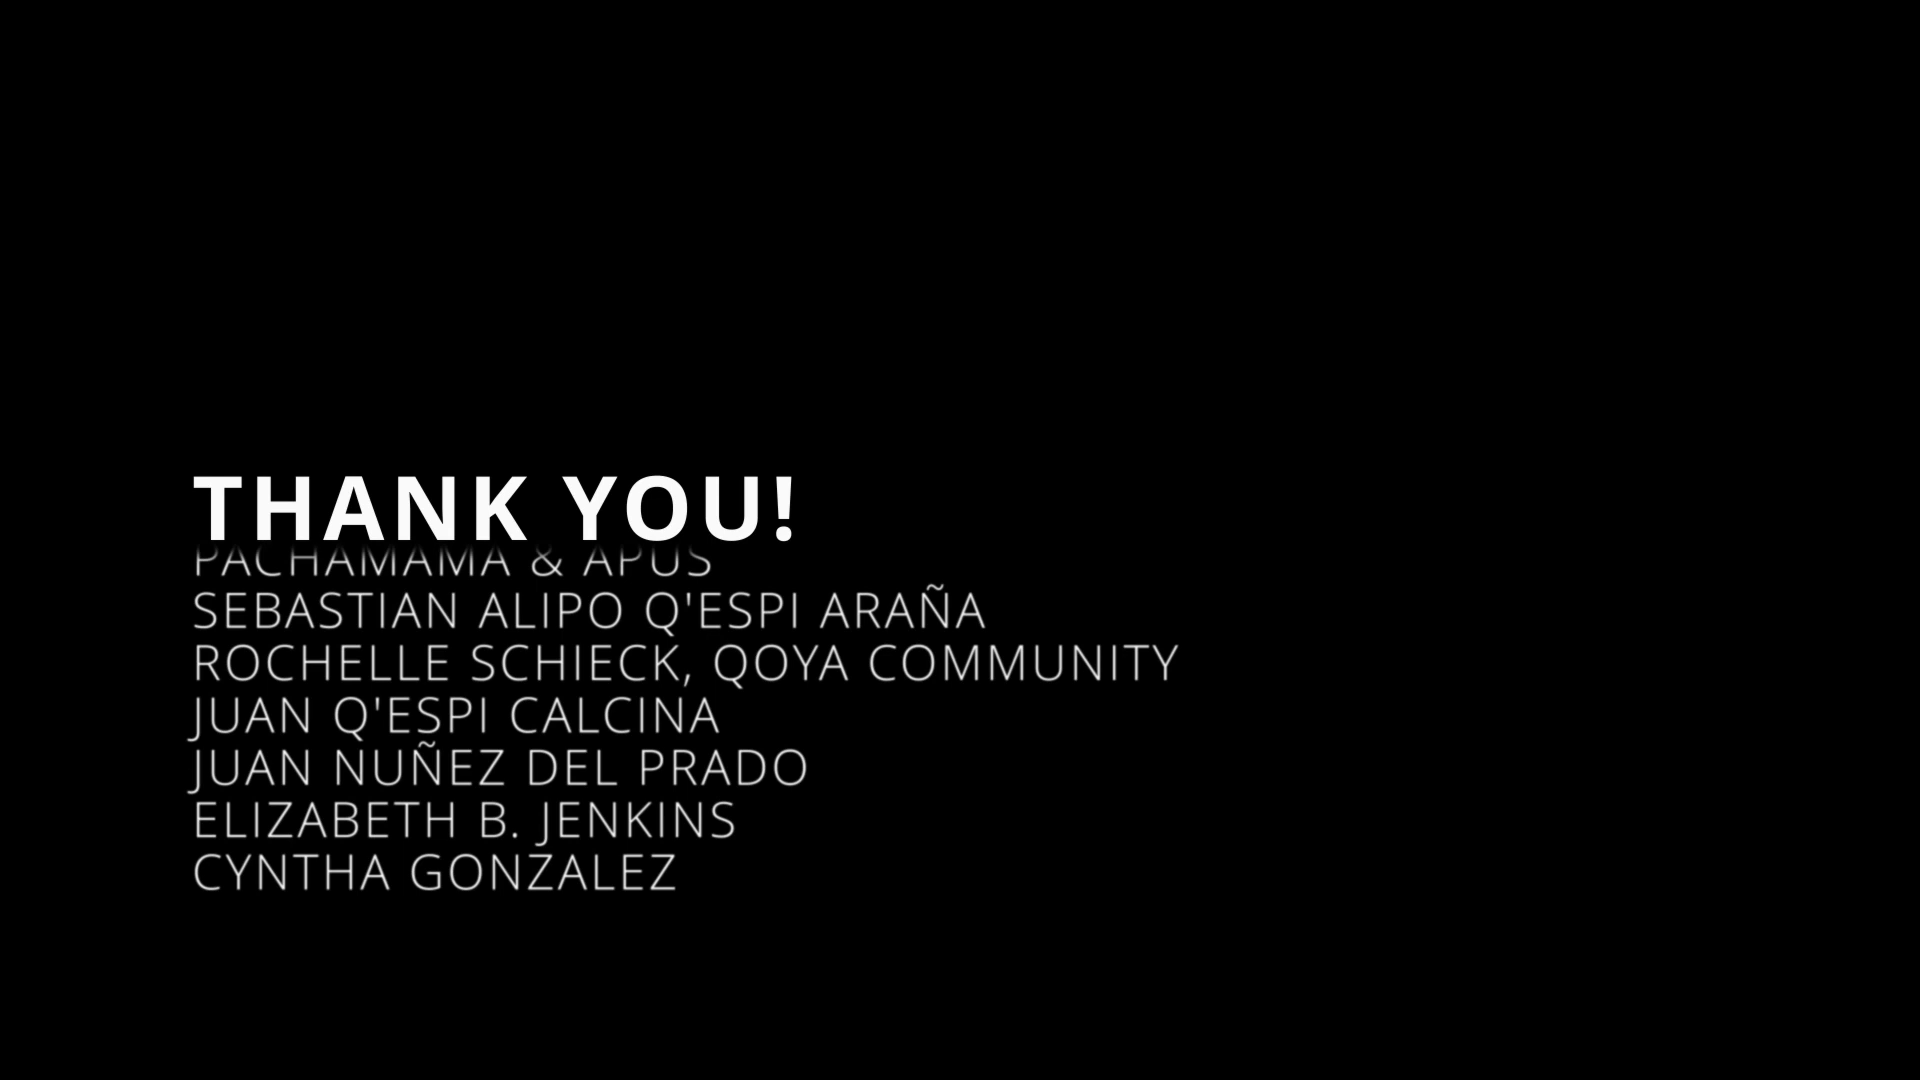 THANK YOU!
PACHAMAMA & APUS
SEBASTIAN ALIPO Q'ESPI ARAÑA
ROCHELLE SCHIECK, QOYA COMMUNITY
JUAN Q'ESPI CALCINA
JUAN NUÑEZ DEL PRADO
ELIZABETH B. JENKINS
CYNTHA GONZALEZ